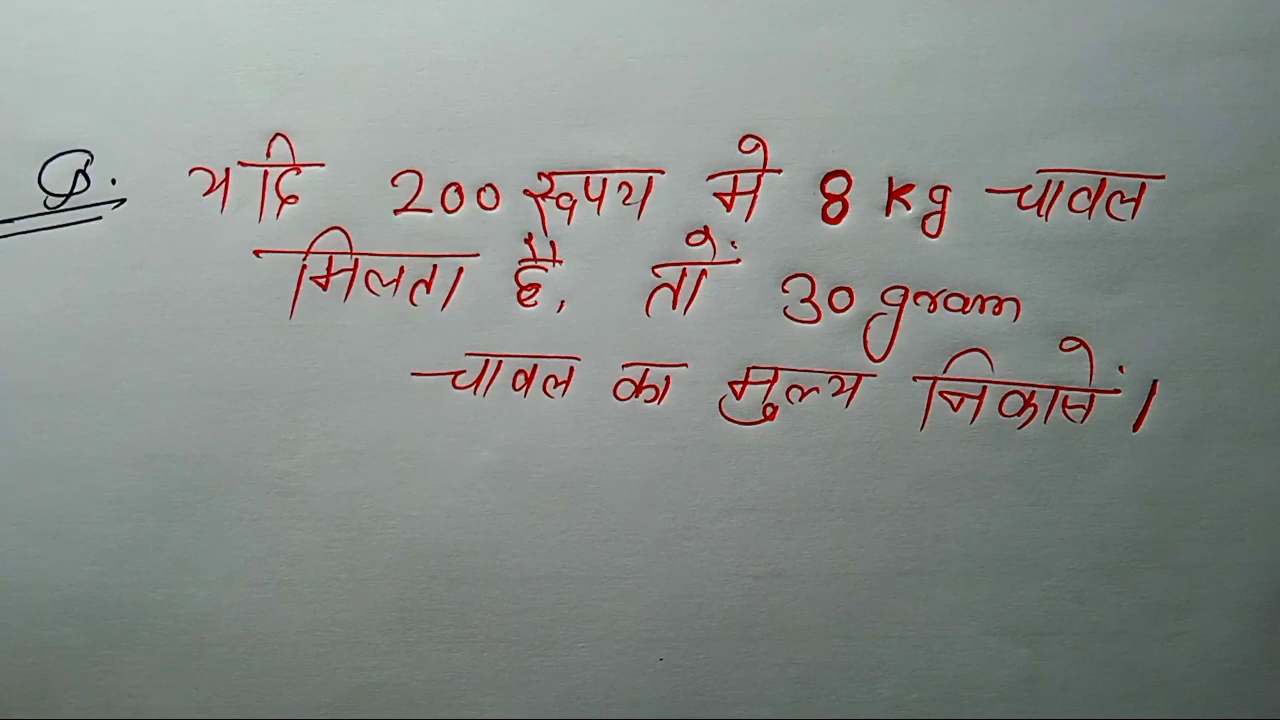 Q. यदि 200 रूपय मे 8 kg चावल
मिलता है, तों 30 gram
चावल का मुल्य निकालें।